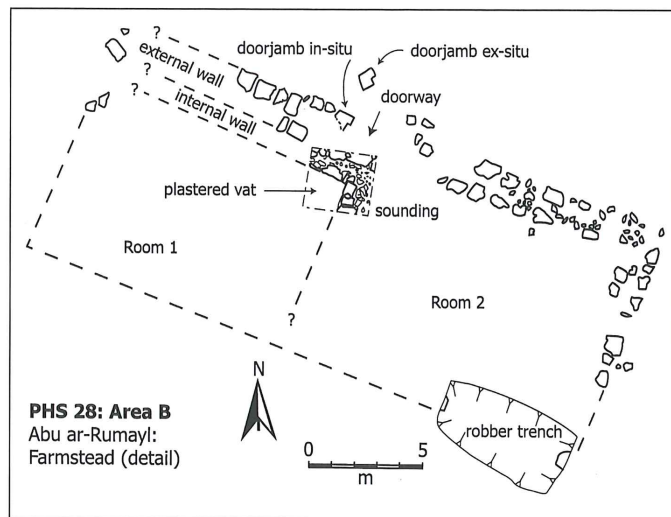 ?
doorjamb in-situ
doorjamb ex-situ
external wall
?
doorway
internal wall
?
plastered vat
sounding
Room 1
Room 2
?
PHS 28: Area B
Abu ar-Rumayl:
Farmstead (detail)
N
0 5
m
robber trench